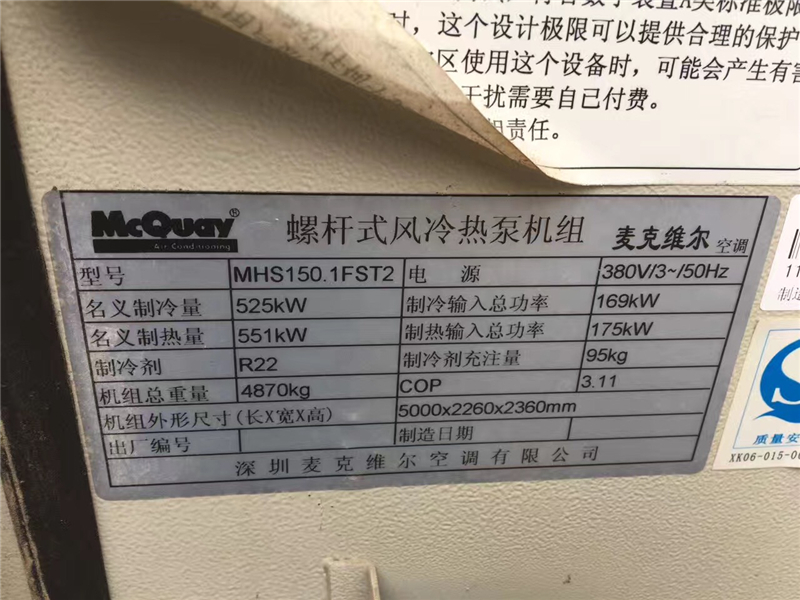 时，这个设计极限可以提供合理的保护
区使用这个设备时，可能会产生有害
干扰需要自已付费。
担责任。
McQuay®
Air Conditioning
螺杆式风冷热泵机组
麦克维尔 空调
型号 MHS150.1FST2 电 源 380V/3~/50Hz
名义制冷量 525kW 制冷输入总功率 169kW
名义制热量 551kW 制热输入总功率 175kW
制冷剂 R22 制冷剂充注量 95kg
机组总重量 4870kg COP 3.11
机组外形尺寸(长X宽X高) 5000x2260x2360mm
出厂编号 制造日期
深圳麦克维尔空调有限公司
11
制造
质量安
XK06-015-00